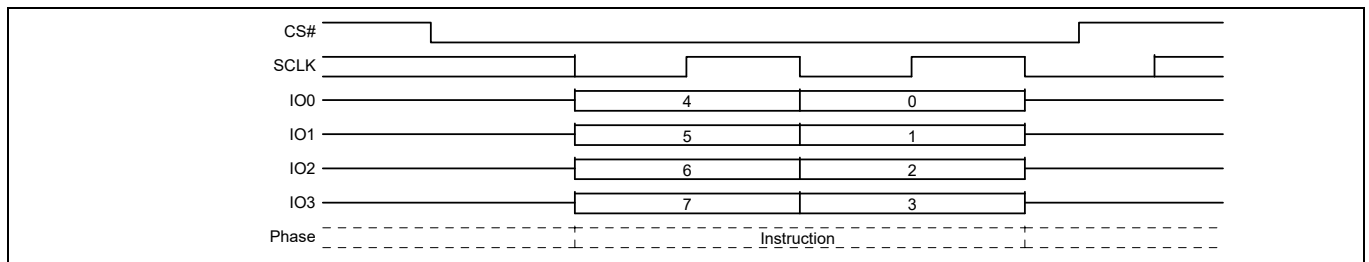 CS#
SCLK
IO0 4 0
IO1 5 1
IO2 6 2
IO3 7 3
Phase Instruction